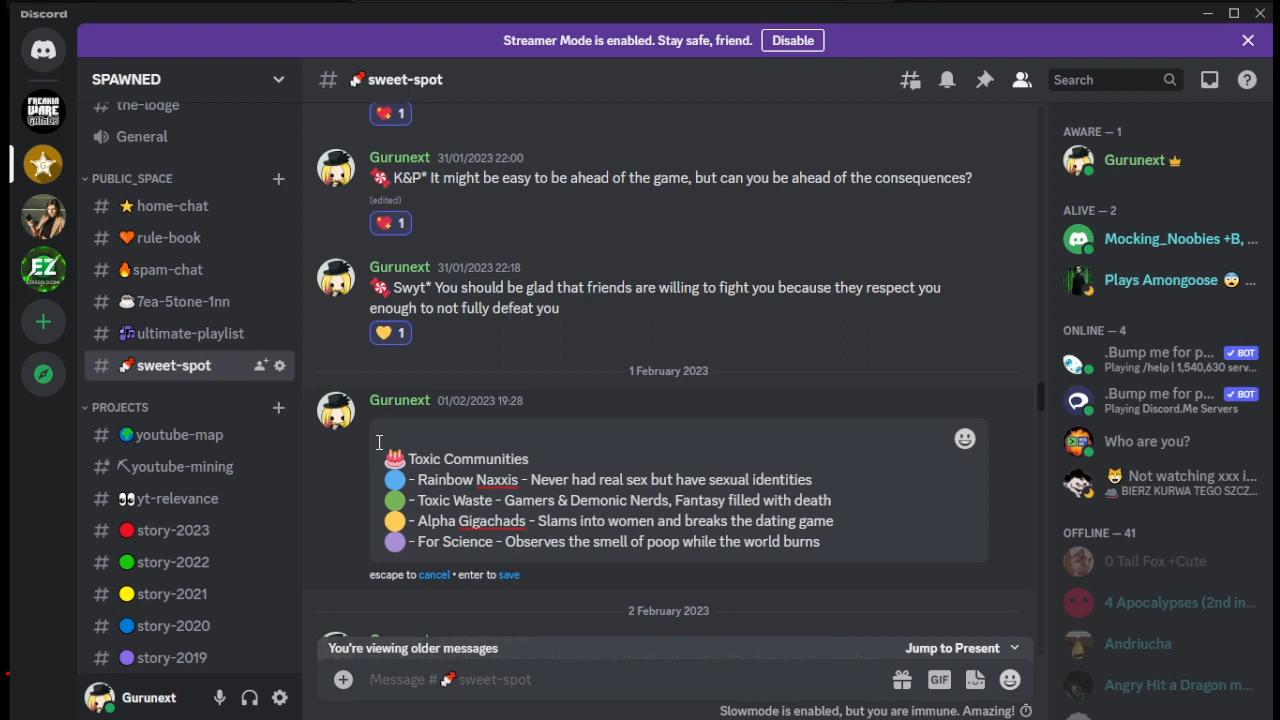 Discord
Streamer Mode is enabled. Stay safe, friend. Disable
FREAKIN
WARE
GAMES
G
EZ
SPAWNED
# the-lodge
General
PUBLIC_SPACE
# home-chat
# rule-book
# spam-chat
# 7ea-5tone-1nn
# ultimate-playlist
# sweet-spot
PROJECTS
# youtube-map
# youtube-mining
# yt-relevance
# story-2023
# story-2022
# story-2021
# story-2020
# story-2019
Gurunext
# sweet-spot
Search
1
Gurunext 31/01/2023 22:00
K&P* It might be easy to be ahead of the game, but can you be ahead of the consequences?
(edited)
1
Gurunext 31/01/2023 22:18
Swyt* You should be glad that friends are willing to fight you because they respect you
enough to not fully defeat you
1
1 February 2023
Gurunext 01/02/2023 19:28
Toxic Communities
- Rainbow Naxxis - Never had real sex but have sexual identities
- Toxic Waste - Gamers & Demonic Nerds, Fantasy filled with death
- Alpha Gigachads - Slams into women and breaks the dating game
- For Science - Observes the smell of poop while the world burns
escape to cancel • enter to save
2 February 2023
You're viewing older messages Jump to Present
Message # sweet-spot
GIF
Slowmode is enabled, but you are immune. Amazing!
AWARE — 1
Gurunext
ALIVE — 2
Mocking_Noobies +B, ...
Plays Amongoose ...
ONLINE — 4
.Bump me for p... BOT
Playing /help | 1,540,630 serv...
.Bump me for p... BOT
Playing Discord.Me Servers
Who are you?
Not watching xxx i...
BIERZ KURWA TEGO SZCZ...
OFFLINE — 41
0 Tail Fox +Cute
4 Apocalypses (2nd in...
Andriucha
Angry Hit a Dragon m...